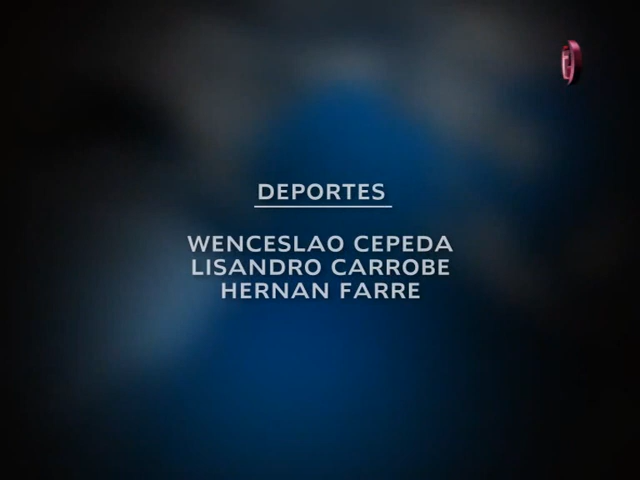 DEPORTES
WENCESLAO CEPEDA
LISANDRO CARROBE
HERNAN FARRE